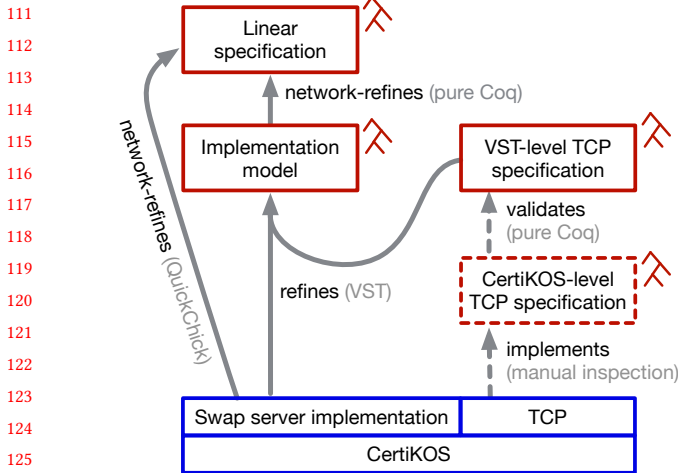 111
112
113
114
115
116
117
118
119
120
121
122
123
124
125
Linear
specification
network-refines (pure Coq)
network-refines (QuickChick)
Implementation
model
VST-level TCP
specification
validates
(pure Coq)
refines (VST)
CertiKOS-level
TCP specification
implements
(manual inspection)
Swap server implementation
TCP
CertiKOS